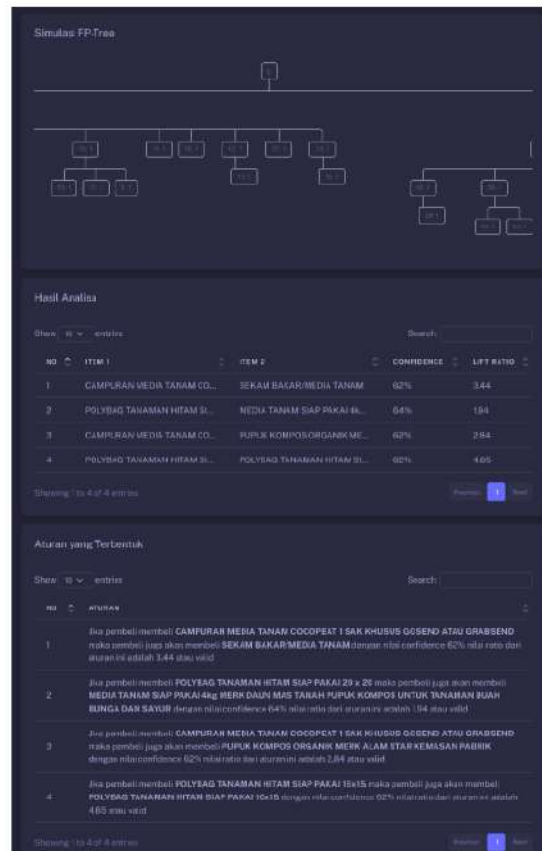 Simulasi FP-Tree
Hasil Analisa
Show 10 entries
Search:
NO ITEM 1 ITEM 2 CONFIDENCE LIFT RATIO
1 CAMPURAN MEDIA TANAM CO... SEKAM BAKAR/MEDIA TANAM 62% 3.44
2 POLYBAG TANAMAN HITAM SI... MEDIA TANAM SIAP PAKAI 4k... 64% 1.94
3 CAMPURAN MEDIA TANAM CO... PUPUK KOMPOS ORGANIK ME... 62% 2.84
4 POLYBAG TANAMAN HITAM SI... POLYBAG TANAMAN HITAM SI... 62% 4.65
Showing 1 to 4 of 4 entries
Previous 1 Next
Aturan yang Terbentuk
Show 10 entries
Search:
NO ATURAN
1 Jika pembeli membeli CAMPURAN MEDIA TANAM COCOPEAT 1 SAK KHUSUS GOSEND ATAU GRABSEND
maka pembeli juga akan membeli SEKAM BAKAR/MEDIA TANAM dengan nilai confidence 62% nilai ratio dari
aturan ini adalah 3.44 atau valid
2 Jika pembeli membeli POLYBAG TANAMAN HITAM SIAP PAKAI 20 x 20 maka pembeli juga akan membeli
MEDIA TANAM SIAP PAKAI 4kg MERK DAUN MAS TANAH PUPUK KOMPOS UNTUK TANAMAN BUAH
BUNGA DAN SAYUR dengan nilai confidence 64% nilai ratio dari aturan ini adalah 1.94 atau valid
3 Jika pembeli membeli CAMPURAN MEDIA TANAM COCOPEAT 1 SAK KHUSUS GOSEND ATAU GRABSEND
maka pembeli juga akan membeli PUPUK KOMPOS ORGANIK MERK ALAM STAR KEMASAN PABRIK
dengan nilai confidence 62% nilai ratio dari aturan ini adalah 2.84 atau valid
4 Jika pembeli membeli POLYBAG TANAMAN HITAM SIAP PAKAI 15x15 maka pembeli juga akan membeli
POLYBAG TANAMAN HITAM SIAP PAKAI 10x15 dengan nilai confidence 62% nilai ratio dari aturan ini adalah
4.65 atau valid
Showing 1 to 4 of 4 entries
Previous 1 Next